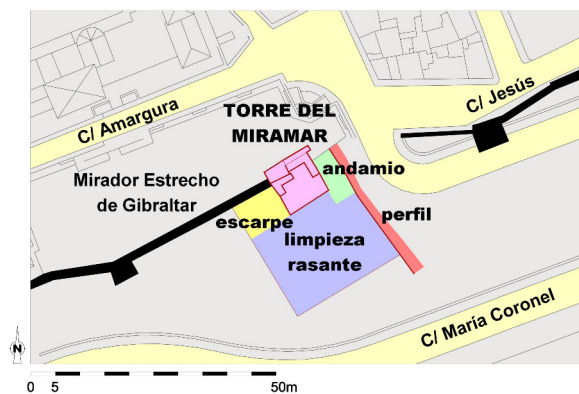 C/ Amargura
TORRE DEL
MIRAMAR
C/ Jesús
Mirador Estrecho
de Gibraltar
andamio
escarpe
perfil
limpieza
rasante
C/ María Coronel
N
0 5 50m